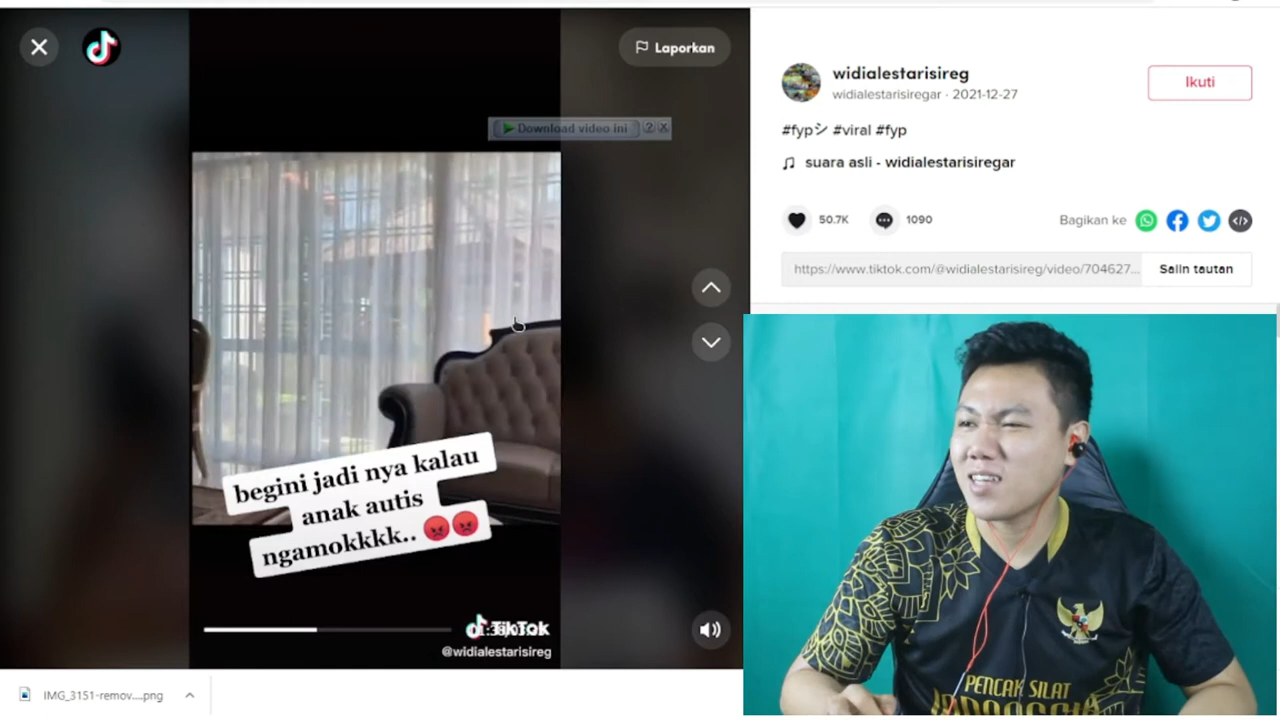 Laporkan
Download video ini
begini jadi nya kalau
anak autis
ngamokkkk.. 😡😡
TikTok
@widialestarisireg
widialestarisireg
widialestarisiregar · 2021-12-27
Ikuti
#fypシ #viral #fyp
suara asli - widialestarisiregar
50.7K
1090
Bagikan ke
https://www.tiktok.com/@widialestarisireg/video/704627...
Salin tautan
PENCAK SILAT
IMG_3151-remov....png